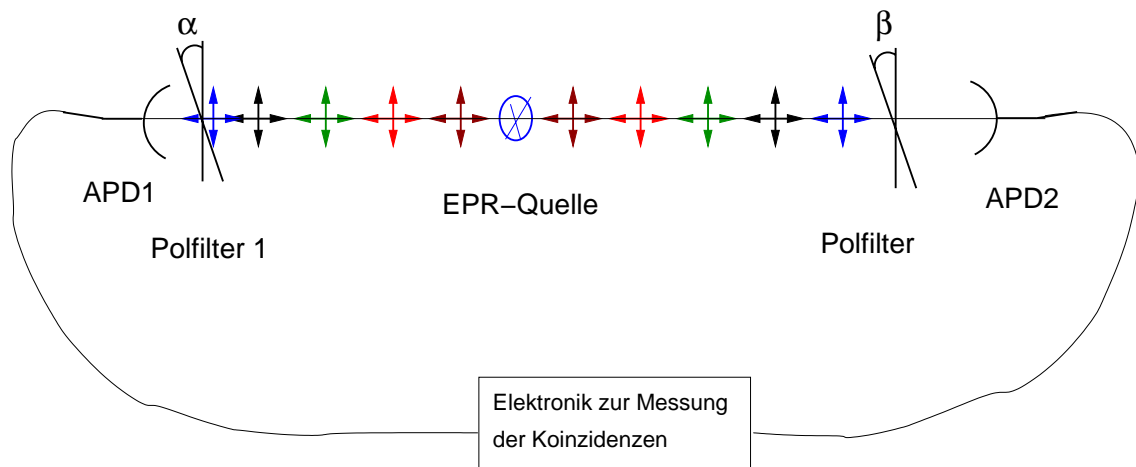 α
β
APD1
EPR−Quelle
APD2
Polfilter 1
Polfilter
Elektronik zur Messung
der Koinzidenzen